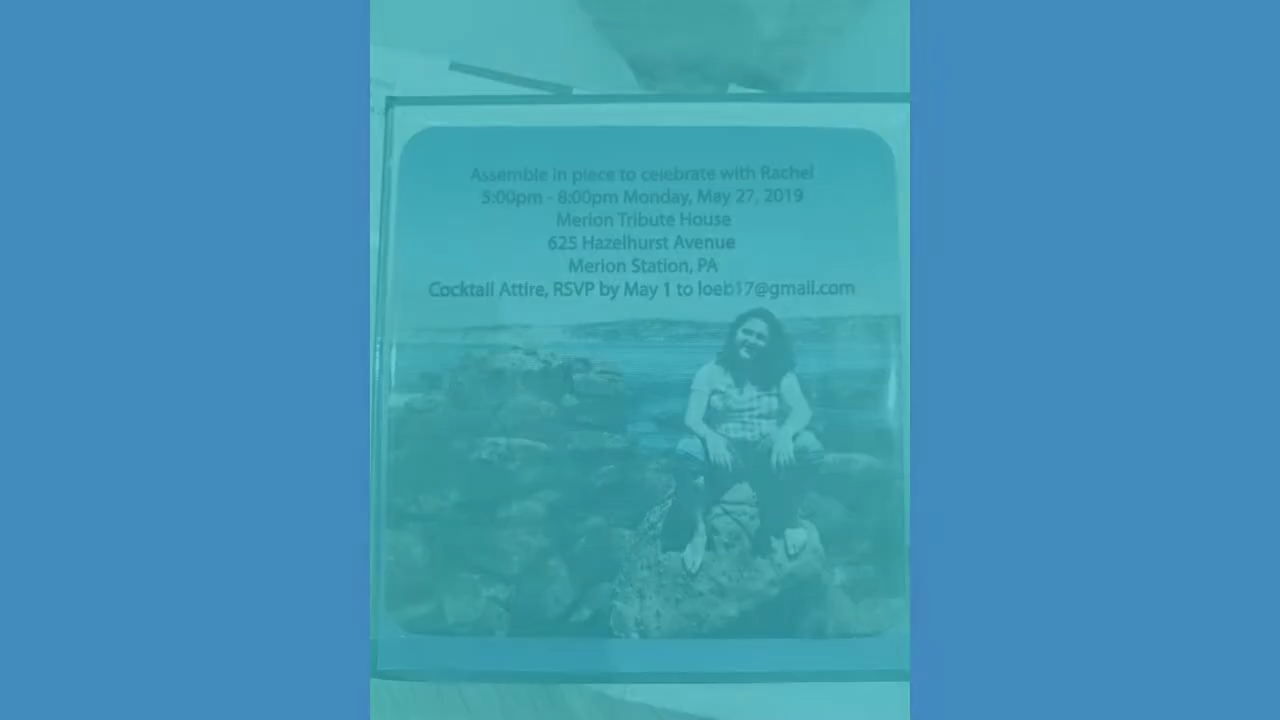 Assemble in piece to celebrate with Rachel
5:00pm - 8:00pm Monday, May 27, 2019
Merion Tribute House
625 Hazelhurst Avenue
Merion Station, PA
Cocktail Attire, RSVP by May 1 to loeb17@gmail.com